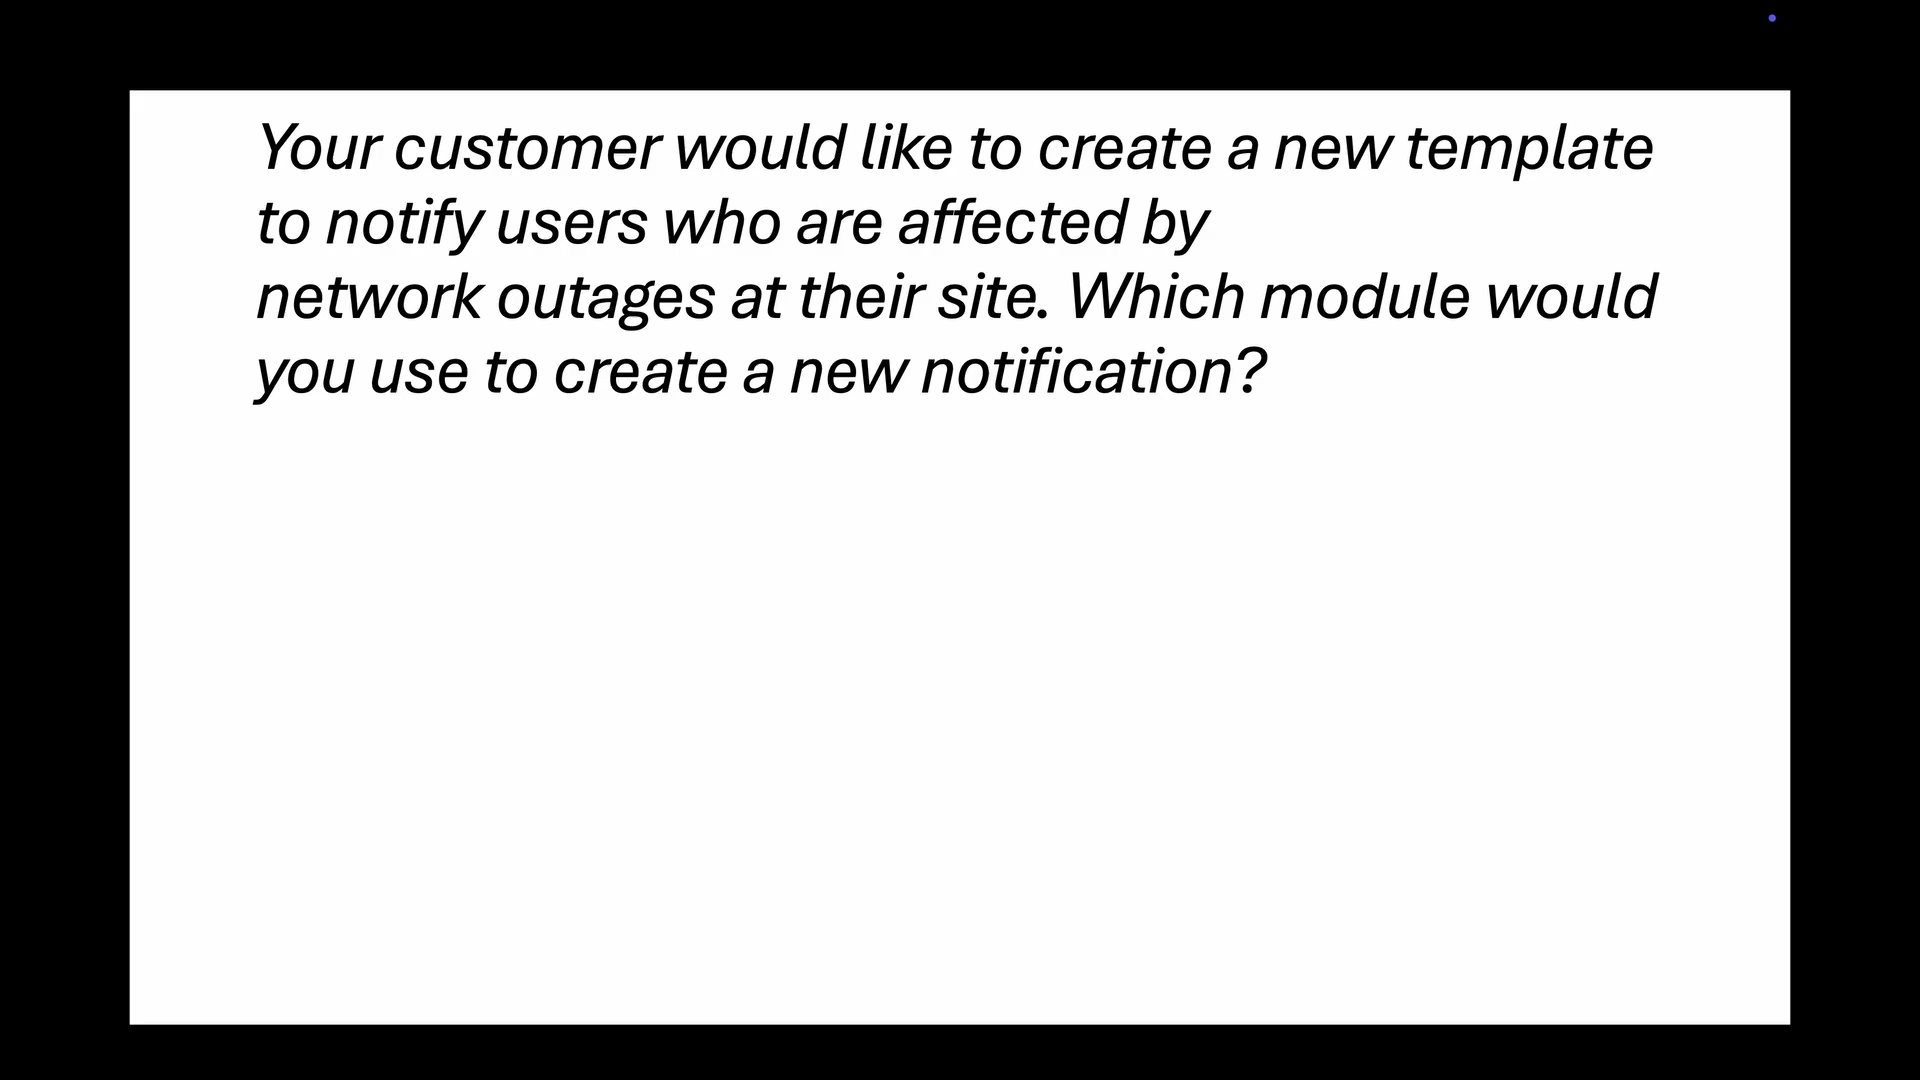 Your customer would like to create a new template
to notify users who are affected by
network outages at their site. Which module would
you use to create a new notification?